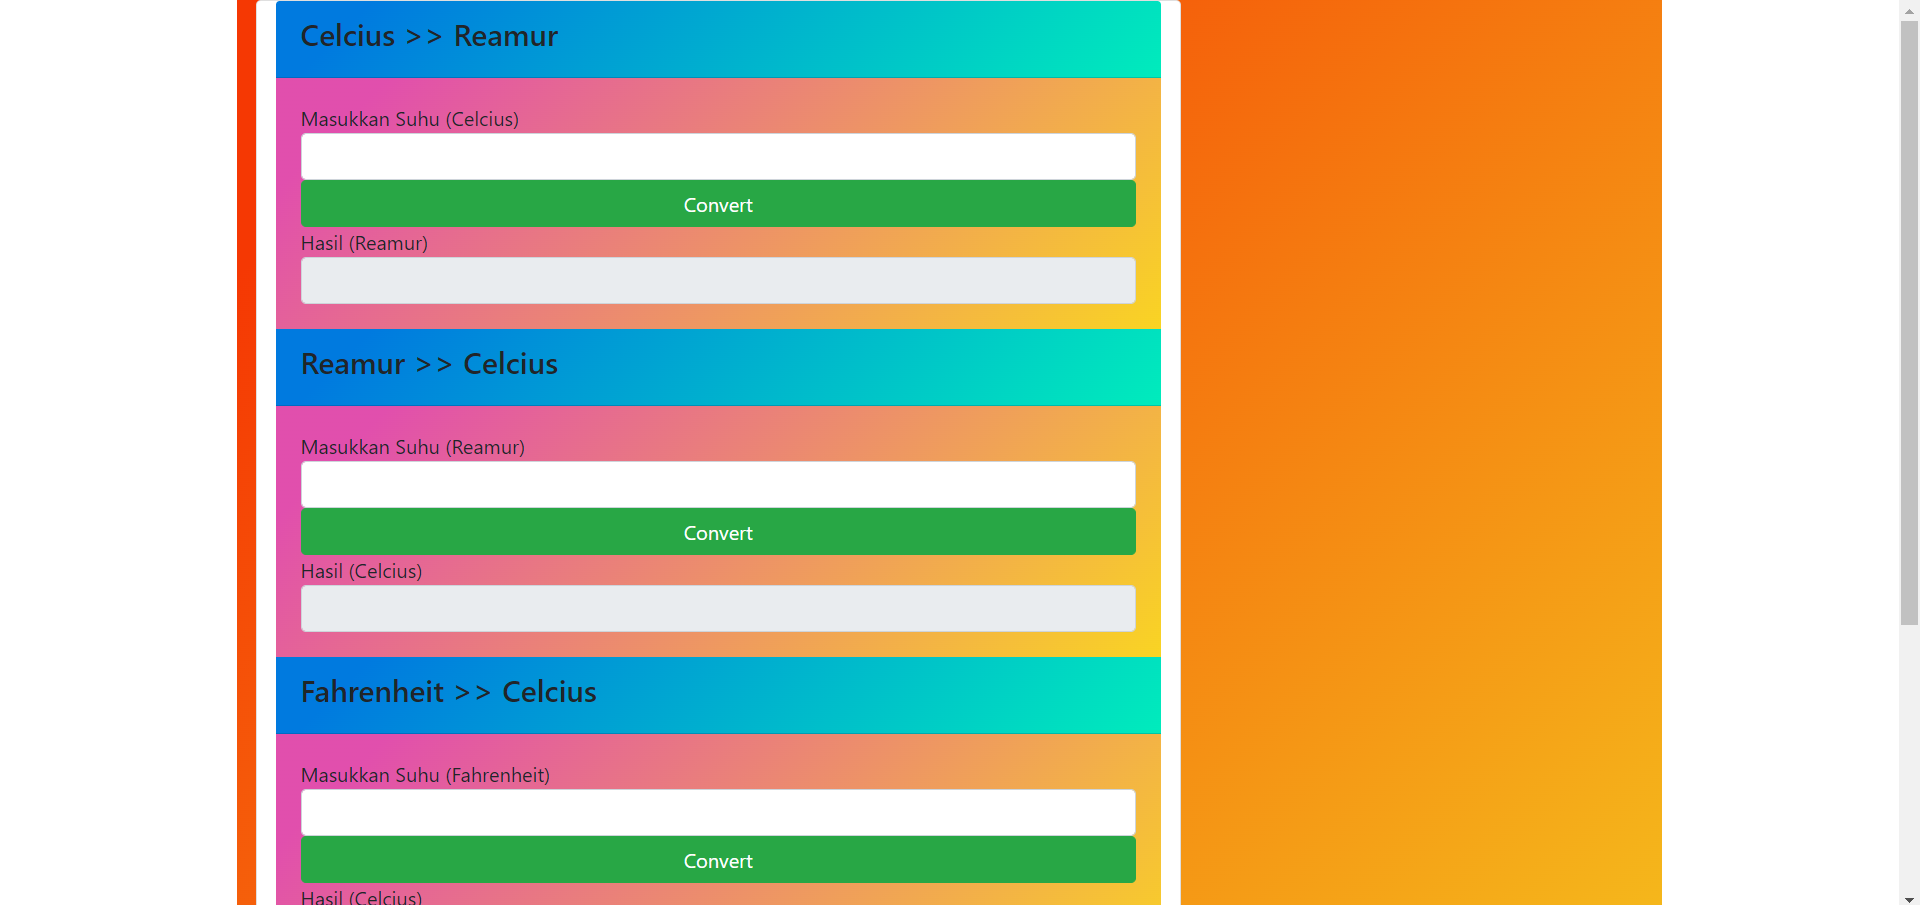 Celcius >> Reamur
Masukkan Suhu (Celcius)
Convert
Hasil (Reamur)
Reamur >> Celcius
Masukkan Suhu (Reamur)
Convert
Hasil (Celcius)
Fahrenheit >> Celcius
Masukkan Suhu (Fahrenheit)
Convert
Hasil (Celcius)